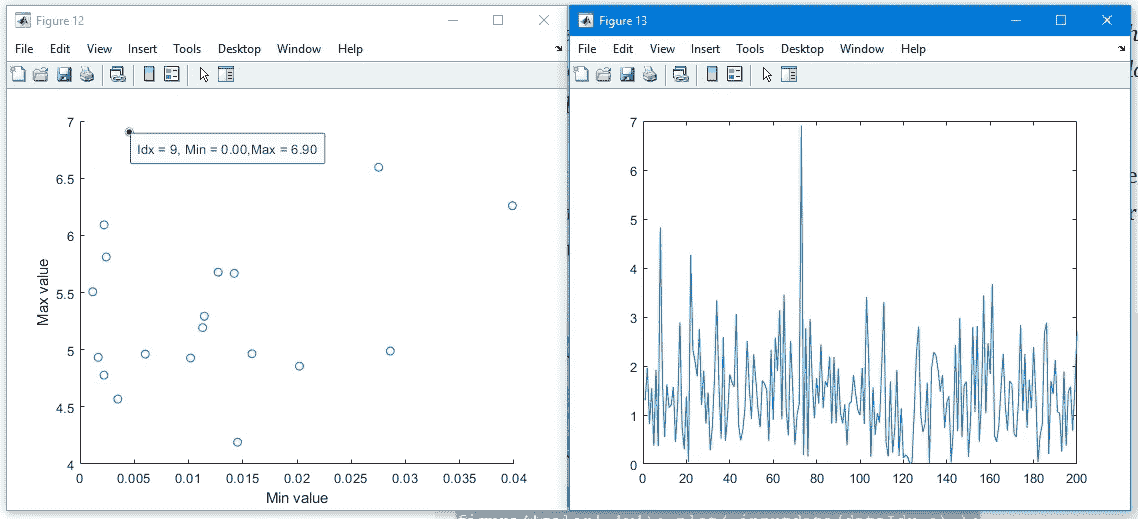 Figure 12
File Edit View Insert Tools Desktop Window Help
7
6.5
6
5.5
5
4.5
4
Max value
Idx = 9, Min = 0.00,Max = 6.90
0 0.005 0.01 0.015 0.02 0.025 0.03 0.035 0.04
Min value
Figure 13
File Edit View Insert Tools Desktop Window Help
7
6
5
4
3
2
1
0
0 20 40 60 80 100 120 140 160 180 200